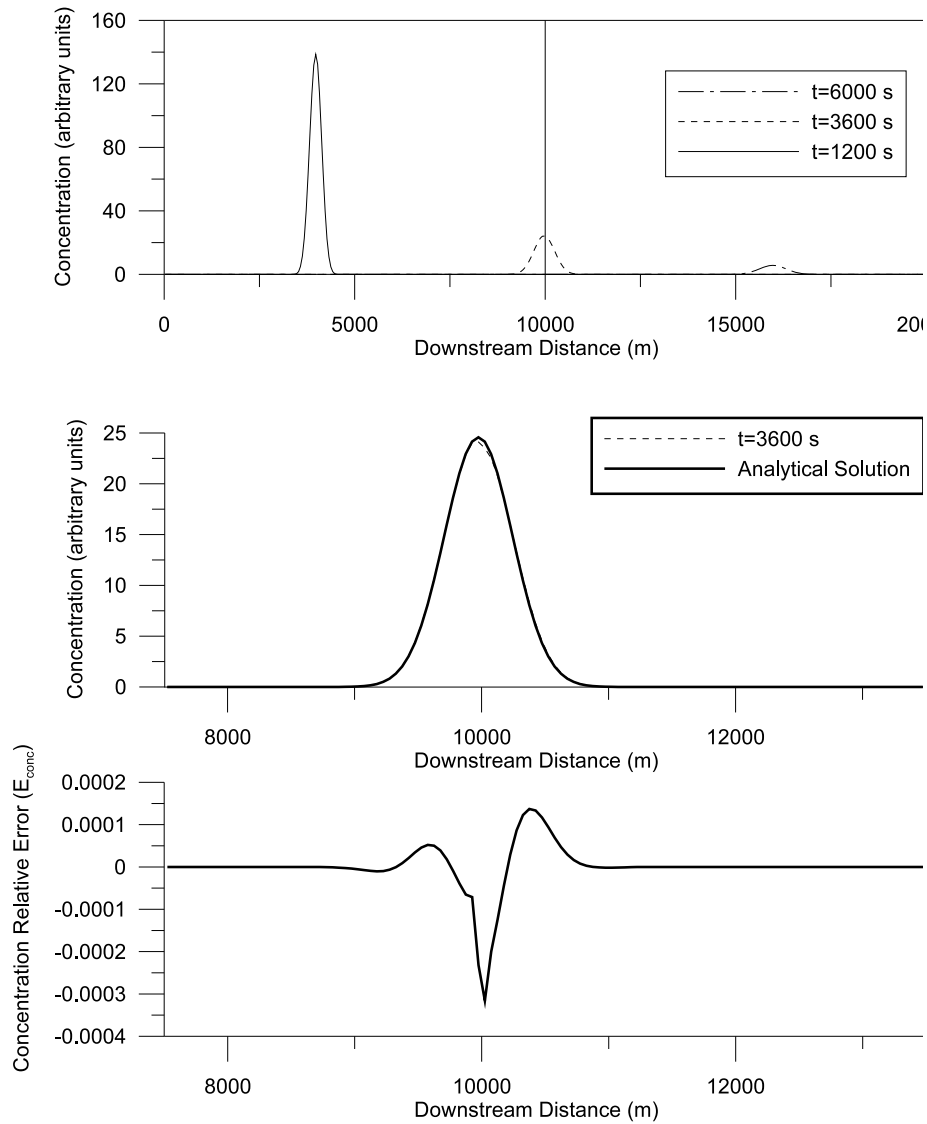 Concentration (arbitrary units)
160
120
80
40
0
t=6000 s
t=3600 s
t=1200 s
0 5000 10000 15000 200
Downstream Distance (m)
Concentration (arbitrary units)
25
20
15
10
5
0
t=3600 s
Analytical Solution
8000 10000 12000
Downstream Distance (m)
Concentration Relative Error (Econc)
0.0002
0.0001
0
-0.0001
-0.0002
-0.0003
-0.0004
8000 10000 12000
Downstream Distance (m)